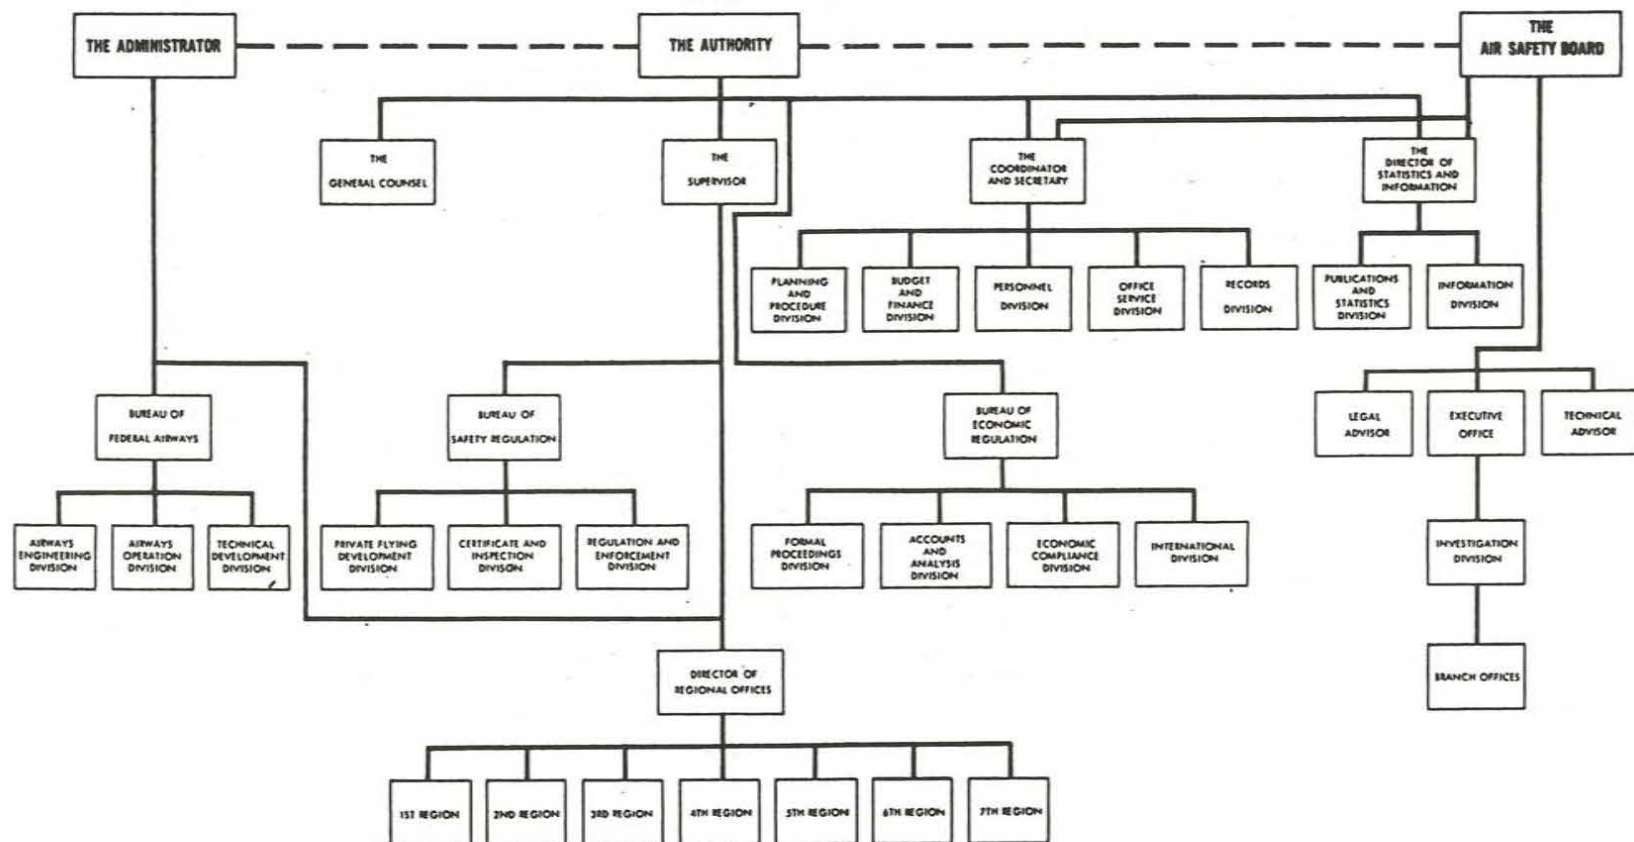 THE ADMINISTRATOR
THE AUTHORITY
THE
AIR SAFETY BOARD
THE
GENERAL COUNSEL
THE
SUPERVISOR
THE
COORDINATOR
AND SECRETARY
THE
DIRECTOR OF
STATISTICS AND
INFORMATION
PLANNING
AND
PROCEDURE
DIVISION
BUDGET
AND
FINANCE
DIVISION
PERSONNEL
DIVISION
OFFICE
SERVICE
DIVISION
RECORDS
DIVISION
PUBLICATIONS
AND
STATISTICS
DIVISION
INFORMATION
DIVISION
BUREAU OF
FEDERAL AIRWAYS
BUREAU OF
SAFETY REGULATION
BUREAU OF
ECONOMIC
REGULATION
LEGAL
ADVISOR
EXECUTIVE
OFFICE
TECHNICAL
ADVISOR
AIRWAYS
ENGINEERING
DIVISION
AIRWAYS
OPERATION
DIVISION
TECHNICAL
DEVELOPMENT
DIVISION
PRIVATE FLYING
DEVELOPMENT
DIVISION
CERTIFICATE AND
INSPECTION
DIVISION
REGULATION AND
ENFORCEMENT
DIVISION
FORMAL
PROCEEDINGS
DIVISION
ACCOUNTS
AND
ANALYSIS
DIVISION
ECONOMIC
COMPLIANCE
DIVISION
INTERNATIONAL
DIVISION
INVESTIGATION
DIVISION
DIRECTOR OF
REGIONAL OFFICES
BRANCH OFFICES
1ST REGION
2ND REGION
3RD REGION
4TH REGION
5TH REGION
6TH REGION
7TH REGION